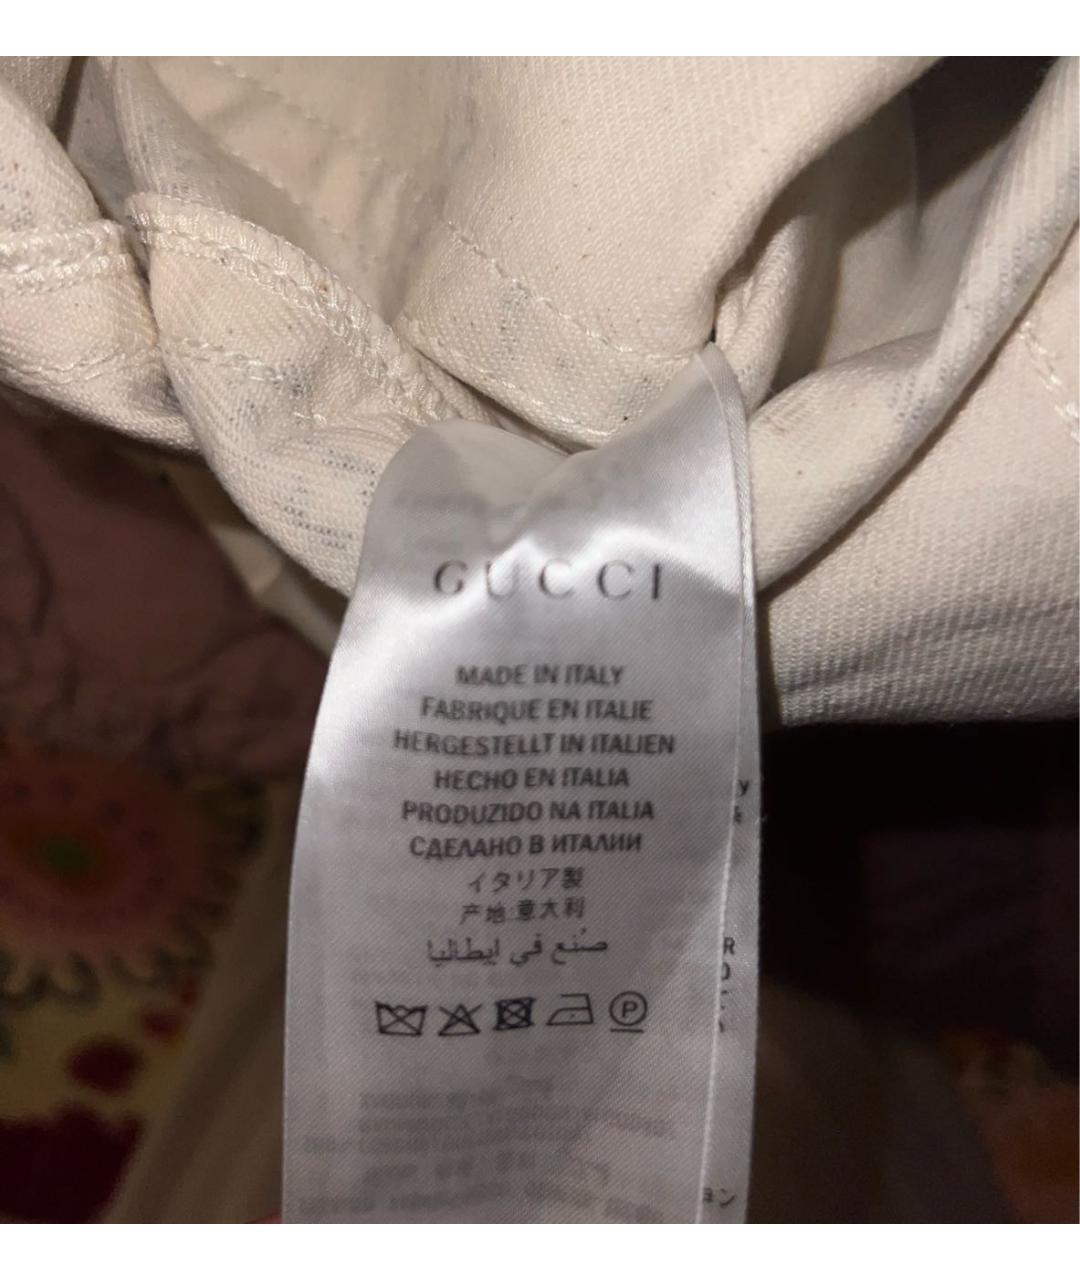 GUCCI
MADE IN ITALY
FABRIQUE EN ITALIE
HERGESTELLT IN ITALIEN
HECHO EN ITALIA
PRODUZIDO NA ITALIA
СДЕЛАНО В ИТАЛИИ
イタリア製
产地:意大利
صُنع في إيطاليا
P